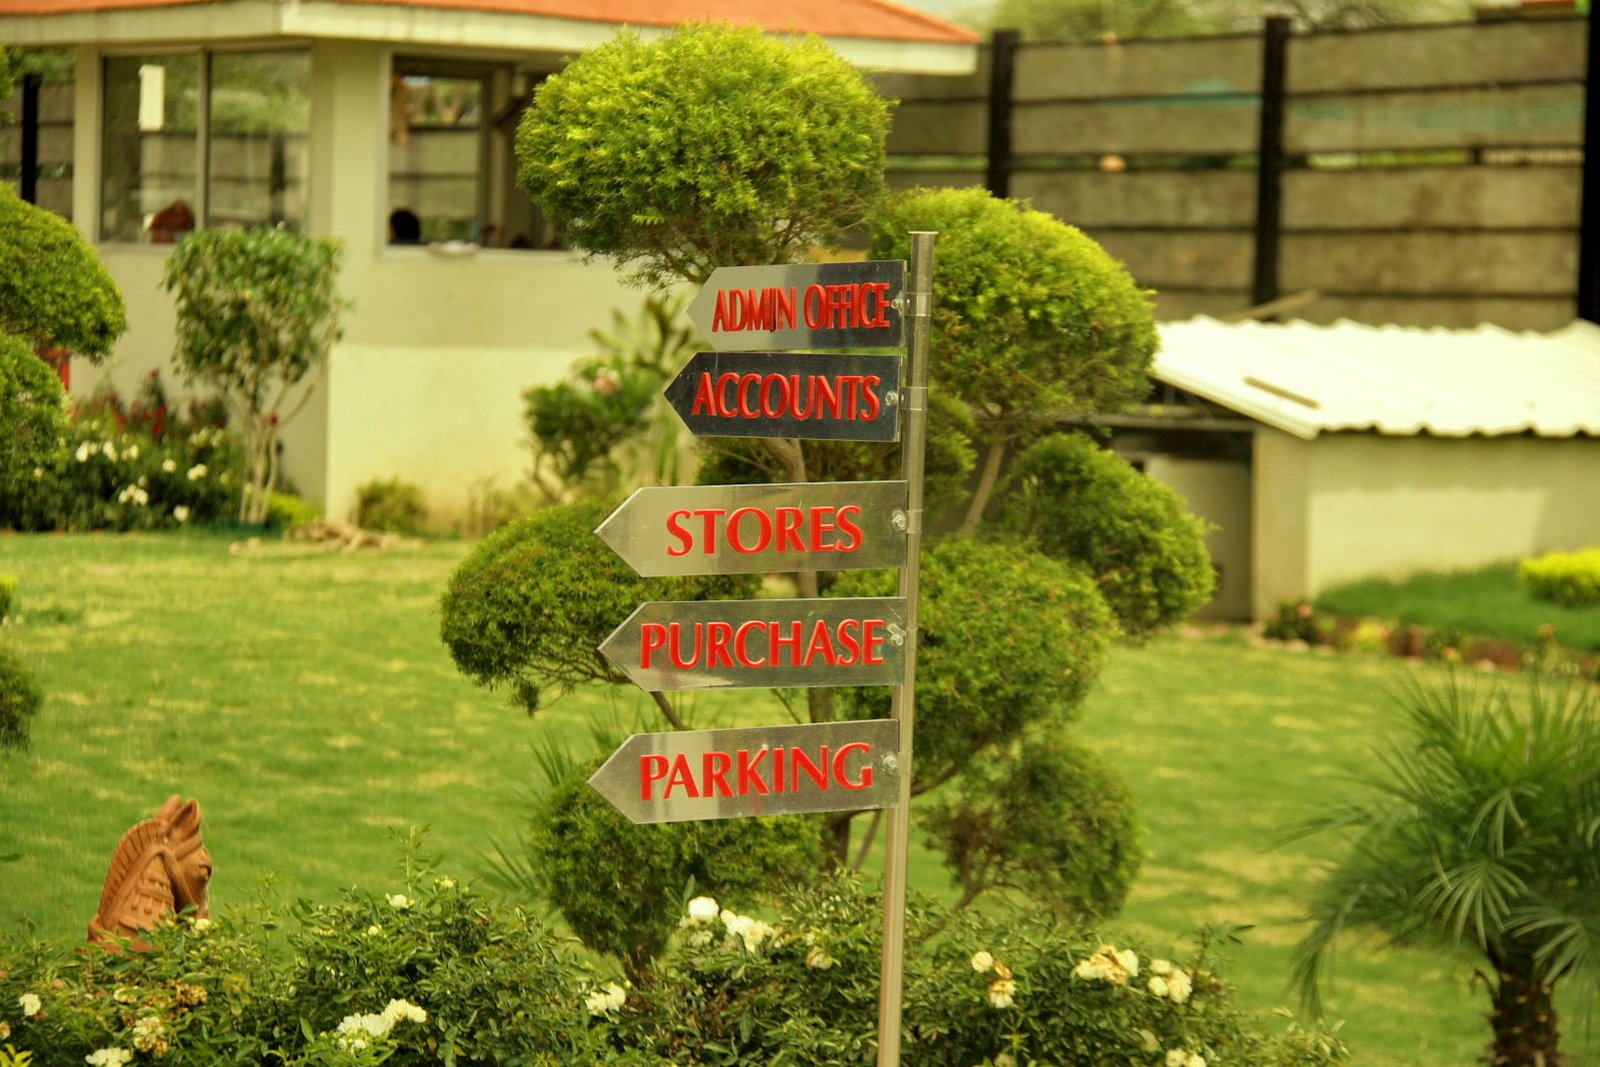 ADMIN OFFICE
ACCOUNTS
STORES
PURCHASE
PARKING